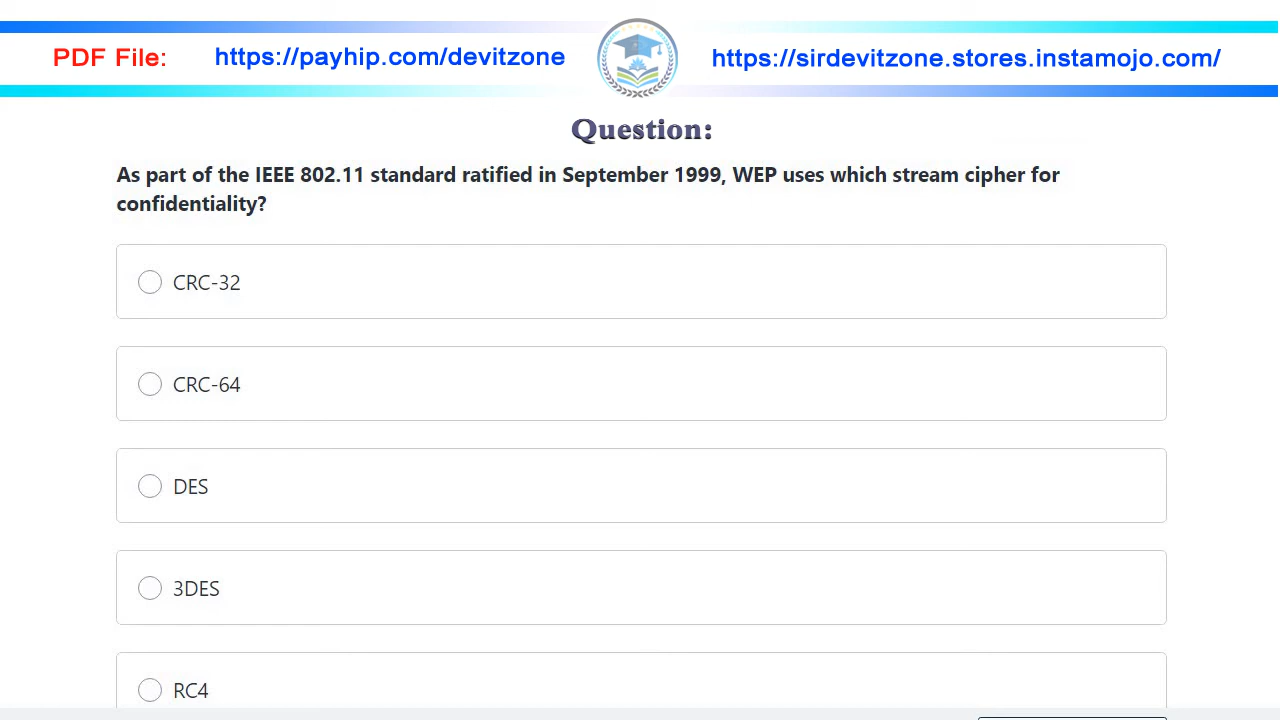 PDF File: https://payhip.com/devitzone https://sirdevitzone.stores.instamojo.com/
Question:
As part of the IEEE 802.11 standard ratified in September 1999, WEP uses which stream cipher for
confidentiality?
CRC-32
CRC-64
DES
3DES
RC4